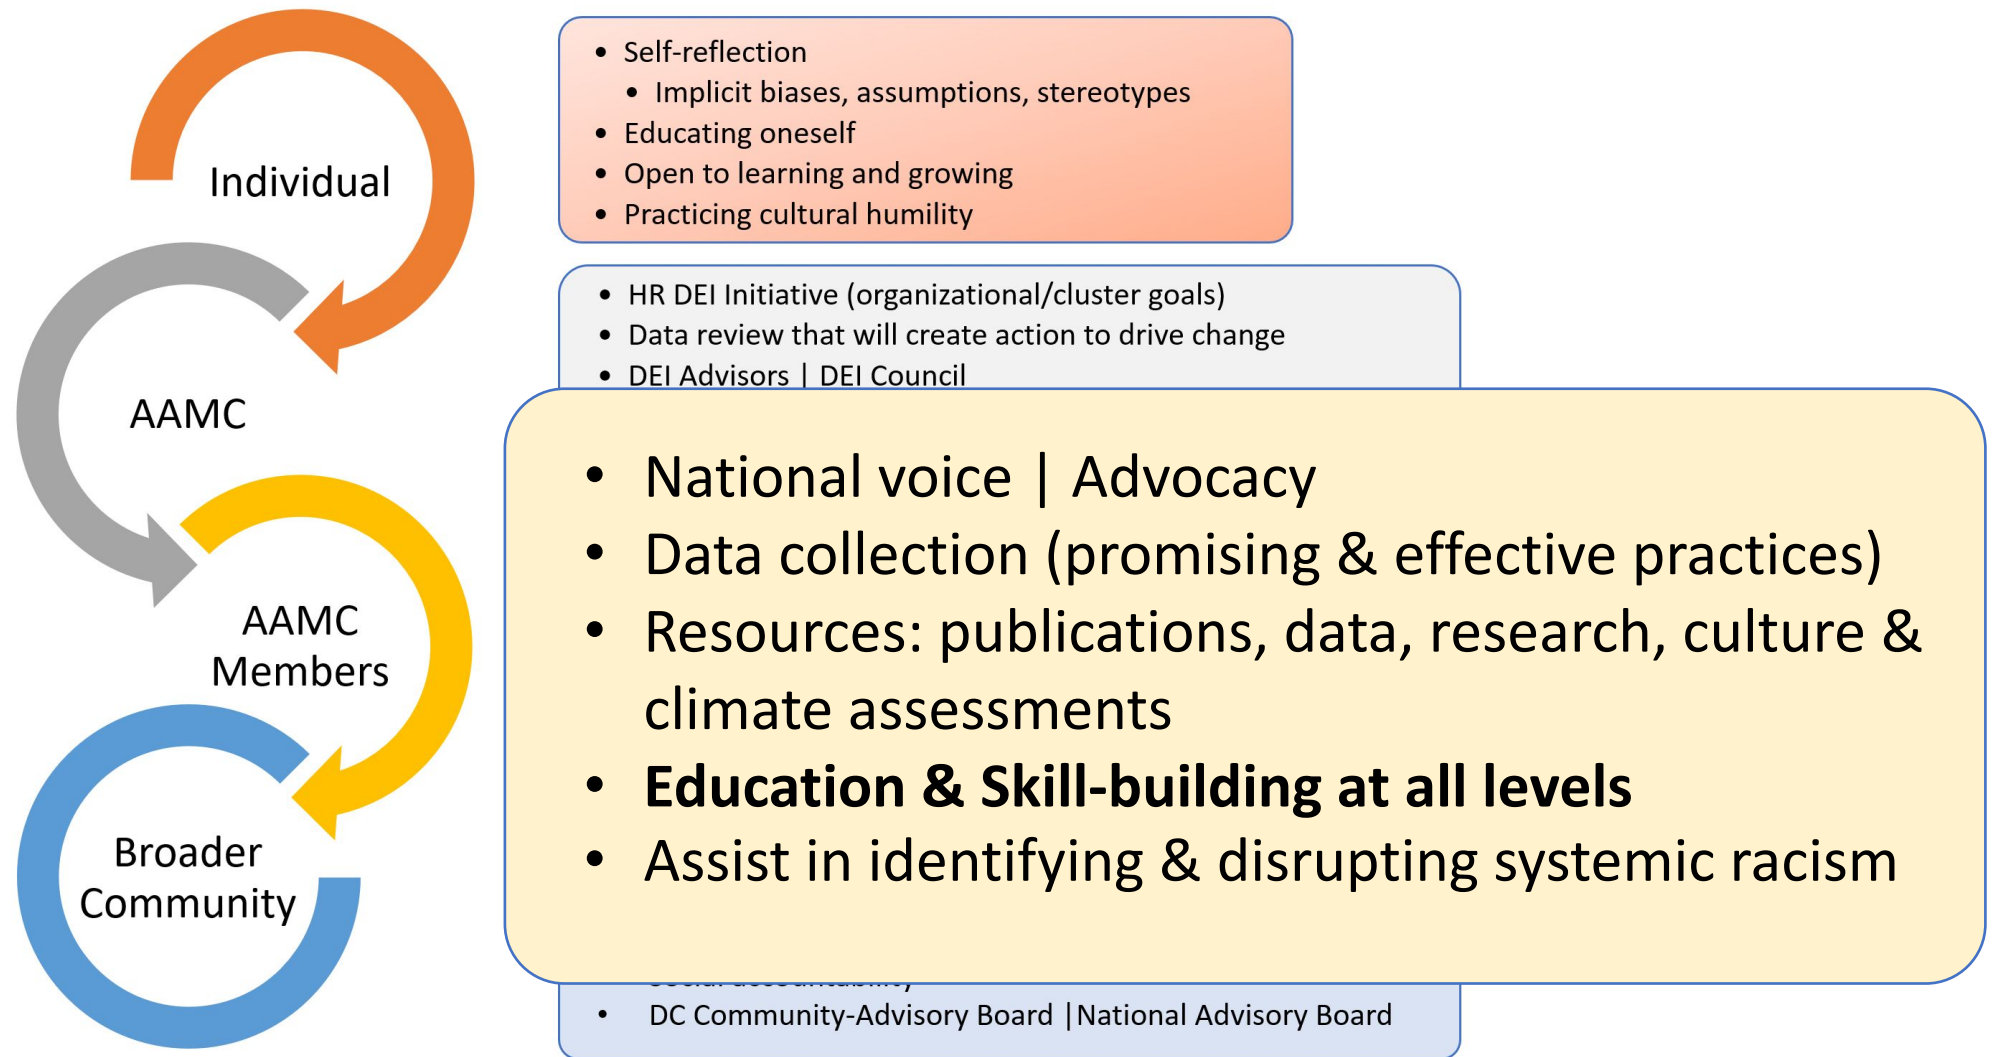 Individual
AAMC
AAMC
Members
Broader
Community
• Self-reflection
• Implicit biases, assumptions, stereotypes
• Educating oneself
• Open to learning and growing
• Practicing cultural humility
• HR DEI Initiative (organizational/cluster goals)
• Data review that will create action to drive change
• DEI Advisors | DEI Council
• National voice | Advocacy
• Data collection (promising & effective practices)
• Resources: publications, data, research, culture &
climate assessments
• Education & Skill-building at all levels
• Assist in identifying & disrupting systemic racism
• DC Community-Advisory Board |National Advisory Board